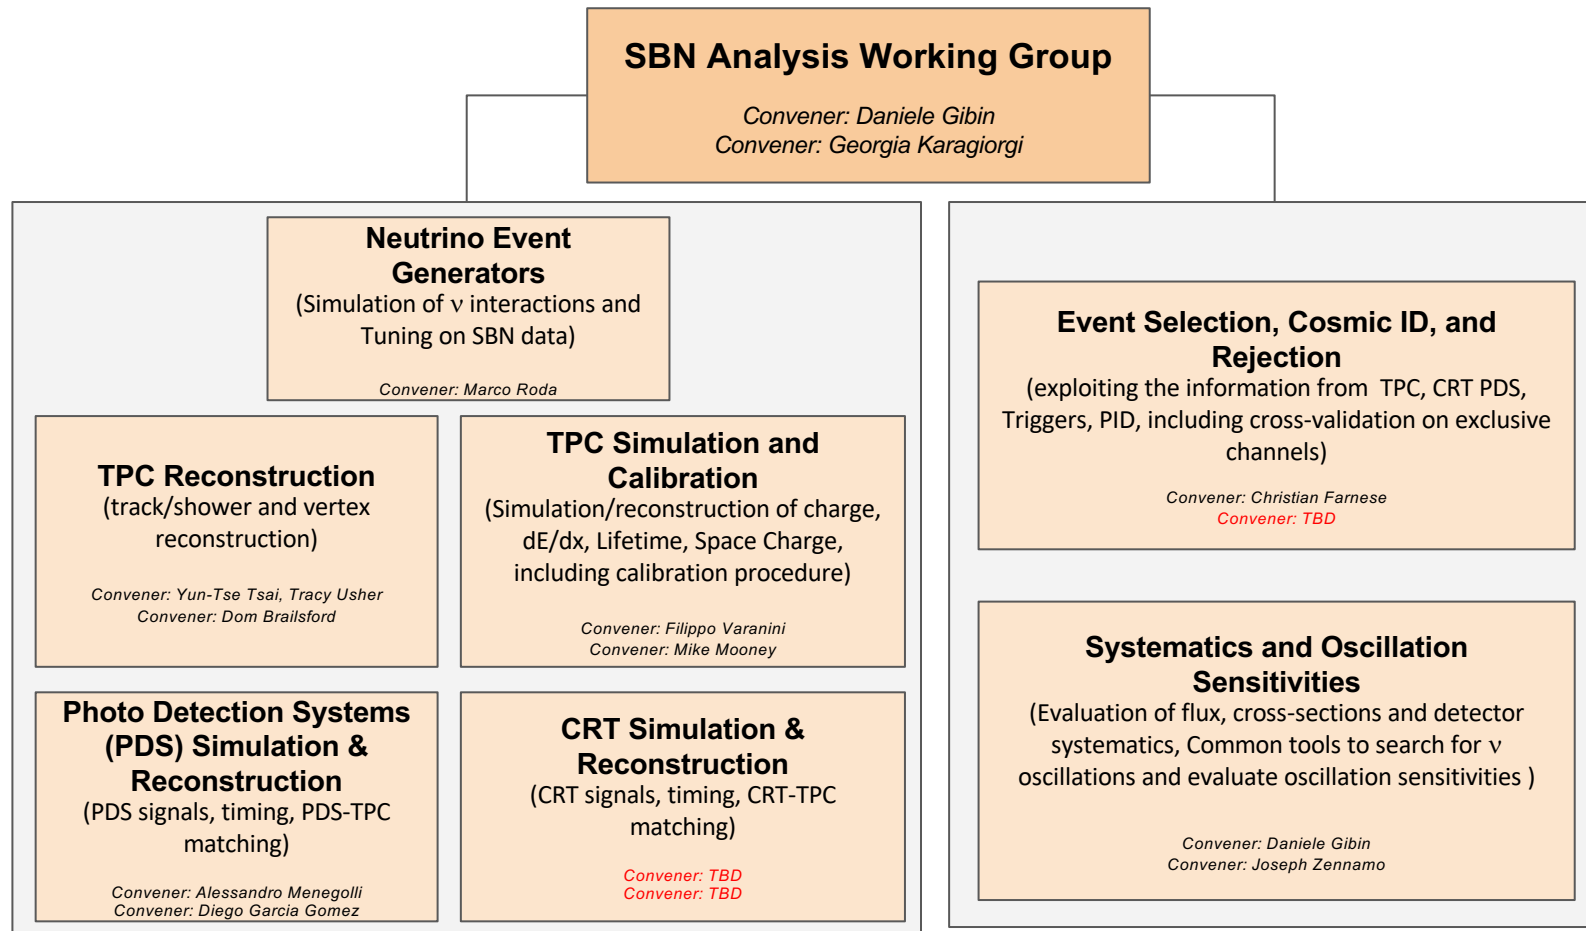 SBN Analysis Working Group
Convener: Daniele Gibin
Convener: Georgia Karagiorgi
Neutrino Event
Generators
(Simulation of ν interactions and
Tuning on SBN data)
Convener: Marco Roda
TPC Reconstruction
(track/shower and vertex
reconstruction)
Convener: Yun-Tse Tsai, Tracy Usher
Convener: Dom Brailsford
TPC Simulation and
Calibration
(Simulation/reconstruction of charge,
dE/dx, Lifetime, Space Charge,
including calibration procedure)
Convener: Filippo Varanini
Convener: Mike Mooney
Photo Detection Systems
(PDS) Simulation &
Reconstruction
(PDS signals, timing, PDS-TPC
matching)
Convener: Alessandro Menegolli
Convener: Diego Garcia Gomez
CRT Simulation &
Reconstruction
(CRT signals, timing, CRT-TPC
matching)
Convener: TBD
Convener: TBD
Event Selection, Cosmic ID, and
Rejection
(exploiting the information from  TPC, CRT PDS,
Triggers, PID, including cross-validation on exclusive
channels)
Convener: Christian Farnese
Convener: TBD
Systematics and Oscillation
Sensitivities
(Evaluation of flux, cross-sections and detector
systematics, Common tools to search for ν
oscillations and evaluate oscillation sensitivities )
Convener: Daniele Gibin
Convener: Joseph Zennamo